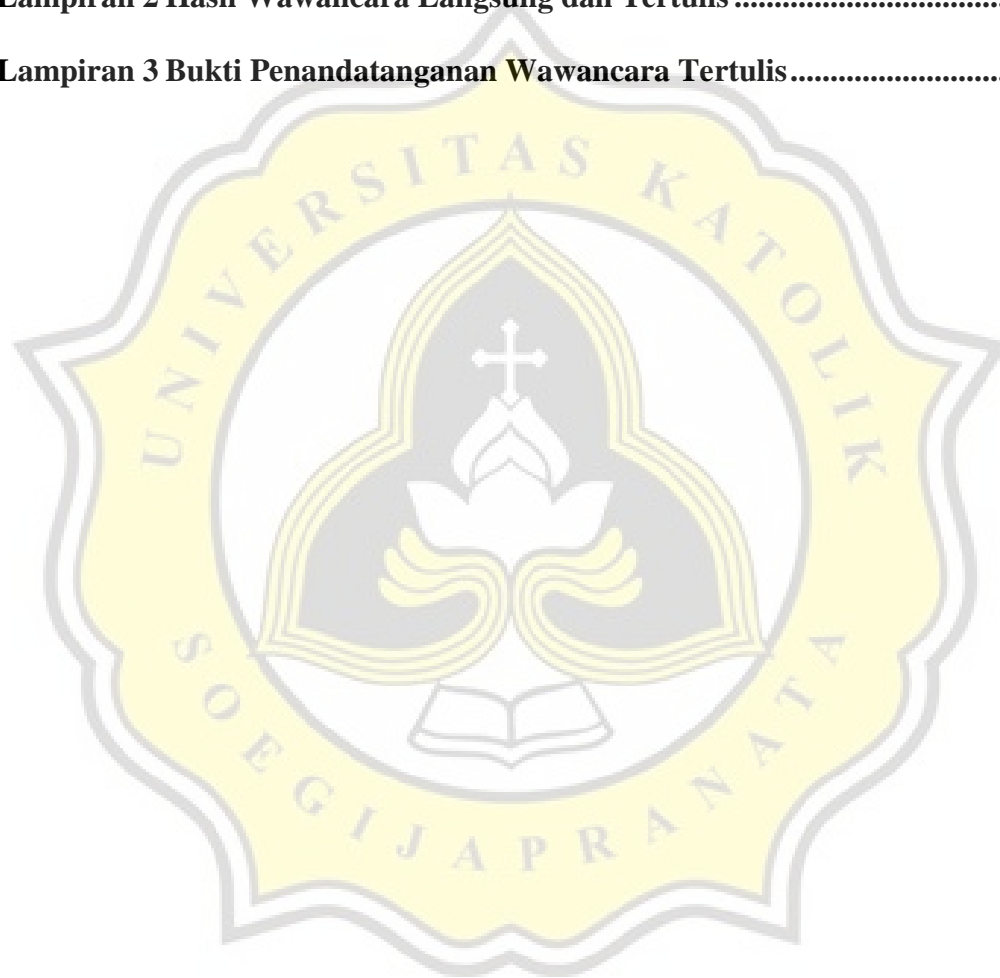 Lampiran 2 Hasil Wawancara Langsung dan Tertulis................................
Lampiran 3 Bukti Penandatanganan Wawancara Tertulis..........................
UNIVERSITAS KATOLIK
SOEGIJAPRANATA